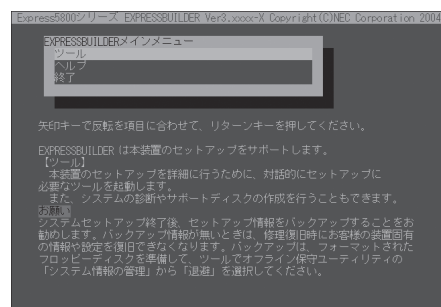 Express5800シリーズ EXPRESSBUILDER Ver3.xxxx-X Copyright(C)NEC Corporation 2004
EXPRESSBUILDERメインメニュー
ツール
ヘルプ
終了
矢印キーで反転を項目に合わせて、リターンキーを押してください。
EXPRESSBUILDER は本装置のセットアップをサポートします。
【ツール】
本装置のセットアップを詳細に行うために、対話的にセットアップに
必要なツールを起動します。
また、システムの診断やサポートディスクの作成を行うこともできます。
お願い
システムセットアップ終了後、セットアップ情報をバックアップすることをお
勧めします。バックアップ情報が無いときは、修理復旧時にお客様の装置固有
の情報や設定を復旧できなくなります。バックアップは、フォーマットされた
フロッピーディスクを準備して、ツールでオフライン保守ユーティリティの
「システム情報の管理」から「退避」を選択してください。